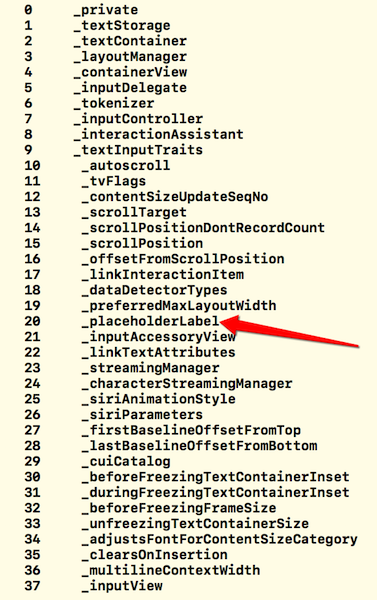 0 _private
1 _textStorage
2 _textContainer
3 _layoutManager
4 _containerView
5 _inputDelegate
6 _tokenizer
7 _inputController
8 _interactionAssistant
9 _textInputTraits
10 _autoscroll
11 _tvFlags
12 _contentSizeUpdateSeqNo
13 _scrollTarget
14 _scrollPositionDontRecordCount
15 _scrollPosition
16 _offsetFromScrollPosition
17 _linkInteractionItem
18 _dataDetectorTypes
19 _preferredMaxLayoutWidth
20 _placeholderLabel
21 _inputAccessoryView
22 _linkTextAttributes
23 _streamingManager
24 _characterStreamingManager
25 _siriAnimationStyle
26 _siriParameters
27 _firstBaselineOffsetFromTop
28 _lastBaselineOffsetFromBottom
29 _cuiCatalog
30 _beforeFreezingTextContainerInset
31 _duringFreezingTextContainerInset
32 _beforeFreezingFrameSize
33 _unfreezingTextContainerSize
34 _adjustsFontForContentSizeCategory
35 _clearsOnInsertion
36 _multilineContextWidth
37 _inputView